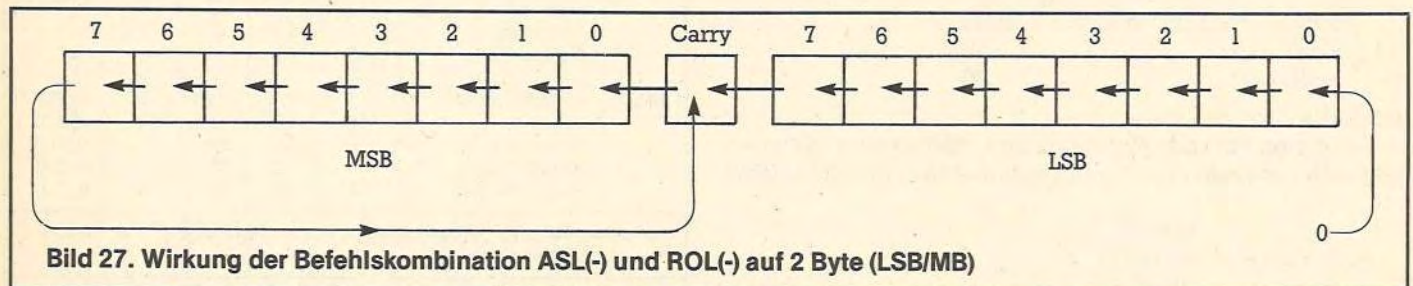 7 6 5 4 3 2 1 0 Carry 7 6 5 4 3 2 1 0
MSB LSB
0
Bild 27. Wirkung der Befehlskombination ASL(-) und ROL(-) auf 2 Byte (LSB/MB)